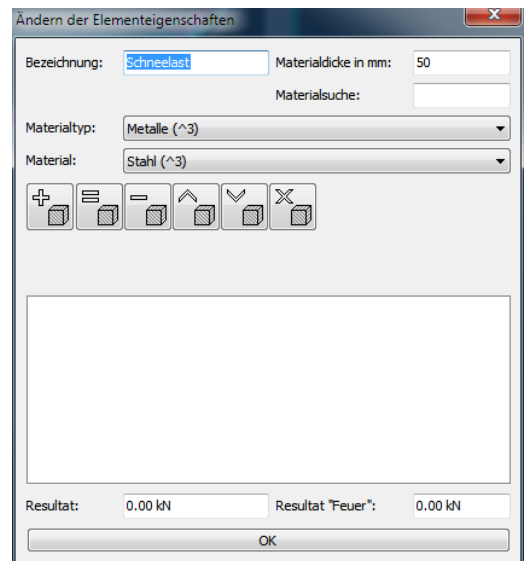 Ändern der Elementeigenschaften
Bezeichnung: Schneelast Materialdicke in mm: 50
Materialsuche:
Materialtyp: Metalle (^3)
Material: Stahl (^3)
Resultat: 0.00 kN Resultat "Feuer": 0.00 kN
OK